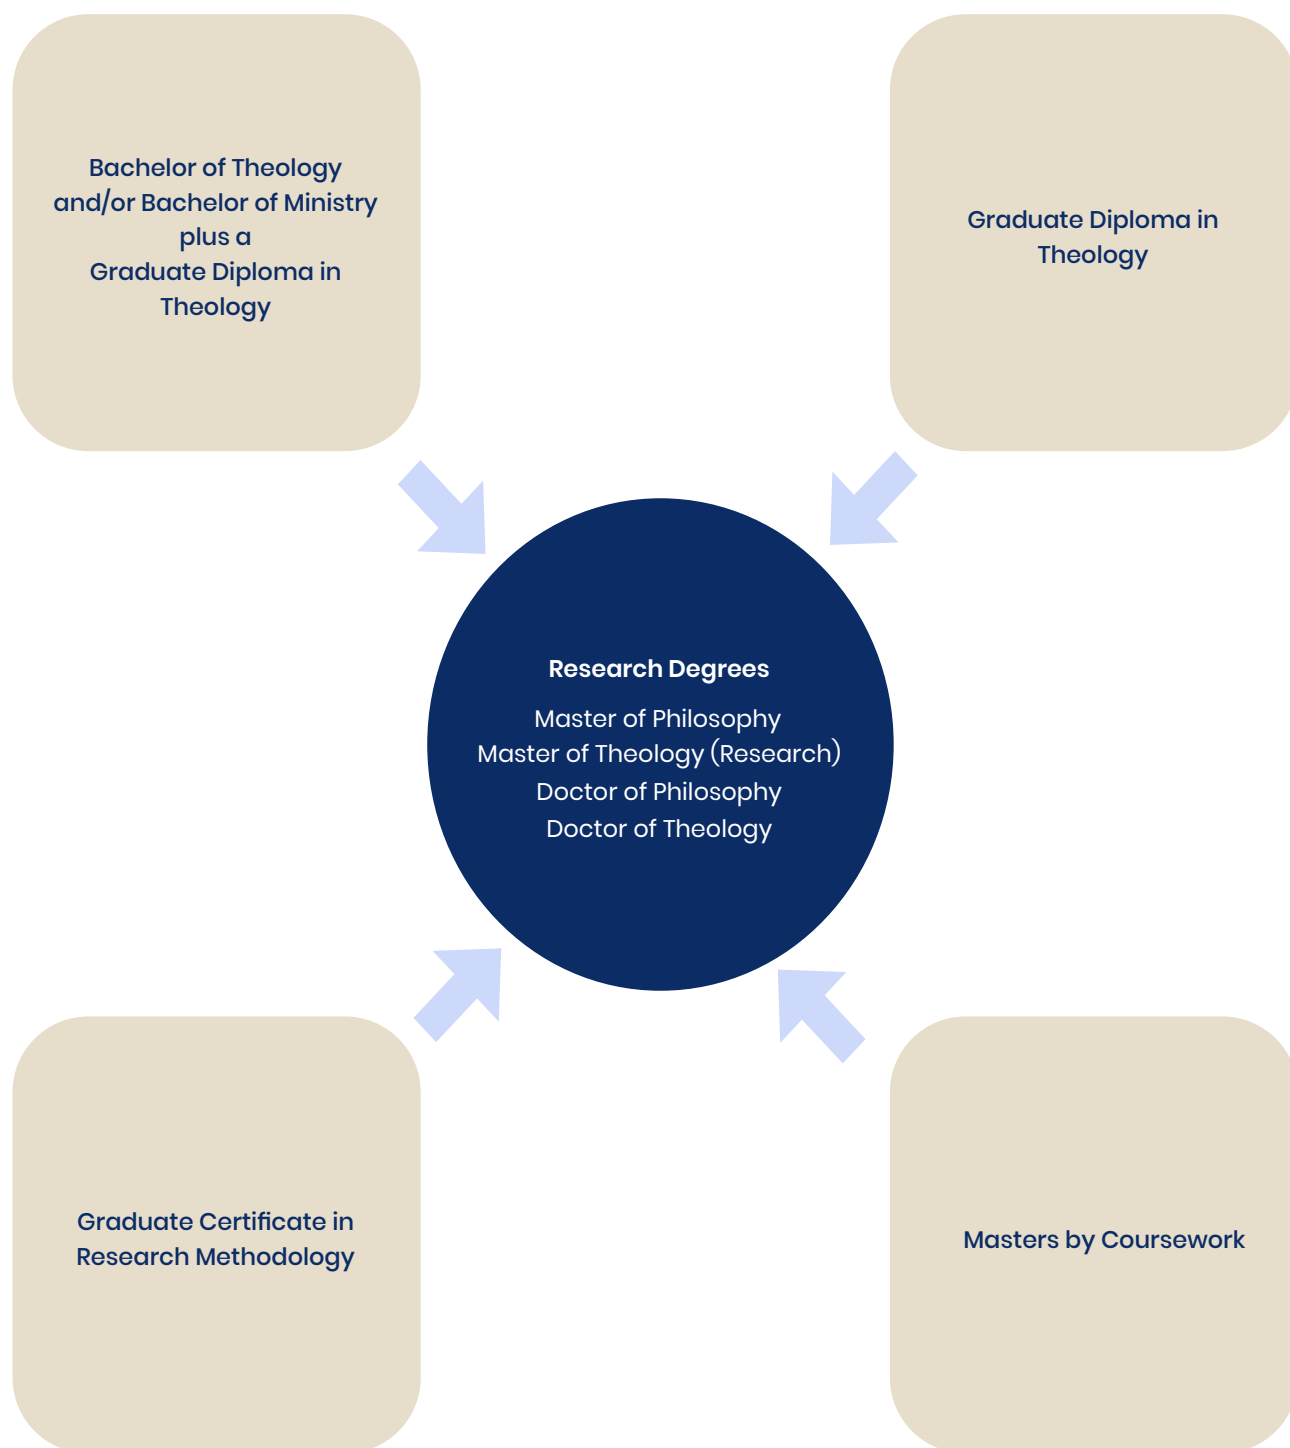 Bachelor of Theology
and/or Bachelor of Ministry
plus a
Graduate Diploma in
Theology
Graduate Diploma in
Theology
Research Degrees
Master of Philosophy
Master of Theology (Research)
Doctor of Philosophy
Doctor of Theology
Graduate Certificate in
Research Methodology
Masters by Coursework